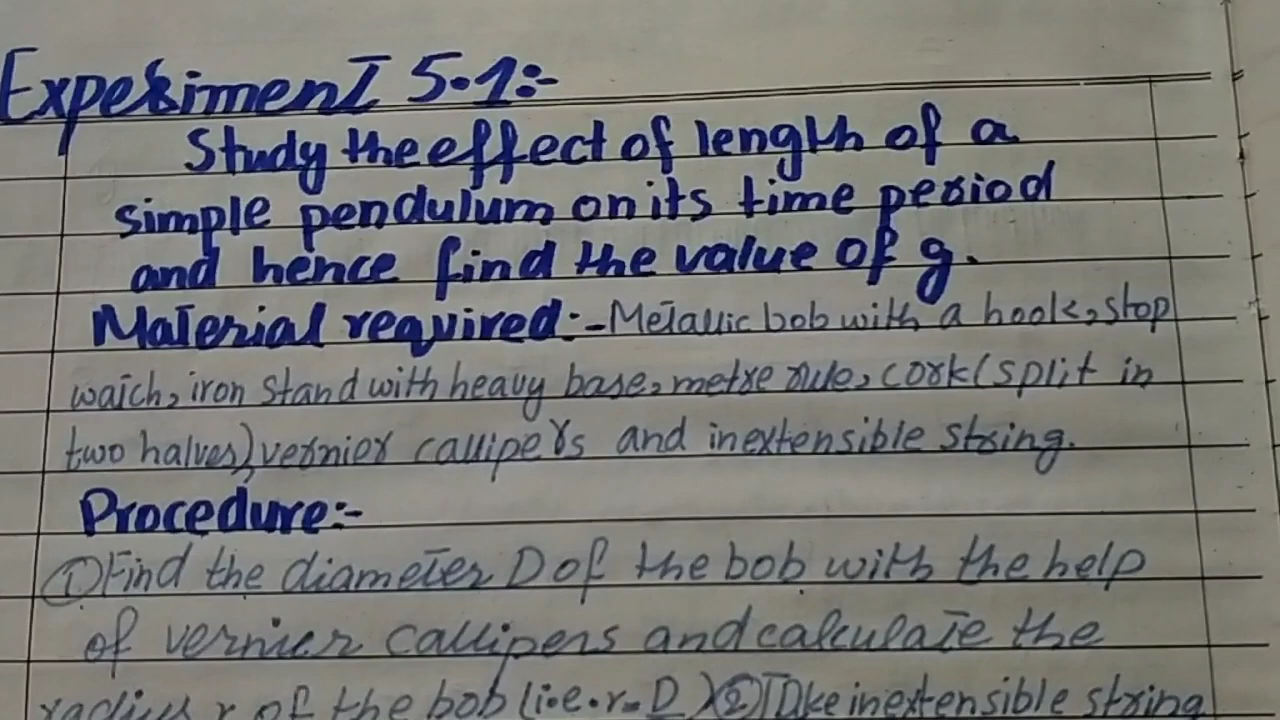 Experiment 5.1:-
Study the effect of length of a
simple pendulum on its time period
and hence find the value of g.
Material required:- Metallic bob with a hook, stop
watch, iron stand with heavy base, metre rule, cork (split in
two halves), vernier callipers and inextensible string.
Procedure:-
① Find the diameter D of the bob with the help
of vernier callipers and calculate the
radius r of the bob (i.e. r = D ) ② Take inextensible string